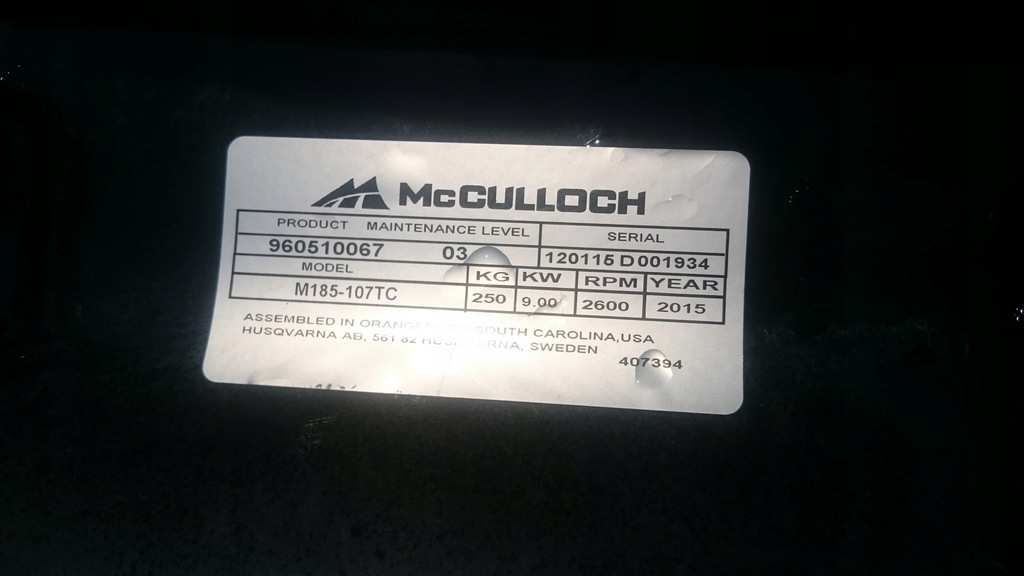 McCULLOCH
PRODUCT MAINTENANCE LEVEL SERIAL
960510067 03 120115 D 001934
MODEL KG KW RPM YEAR
M185-107TC 250 9.00 2600 2015
ASSEMBLED IN SOUTH CAROLINA, USA
HUSQVARNA AB, 561 82 SWEDEN
407394